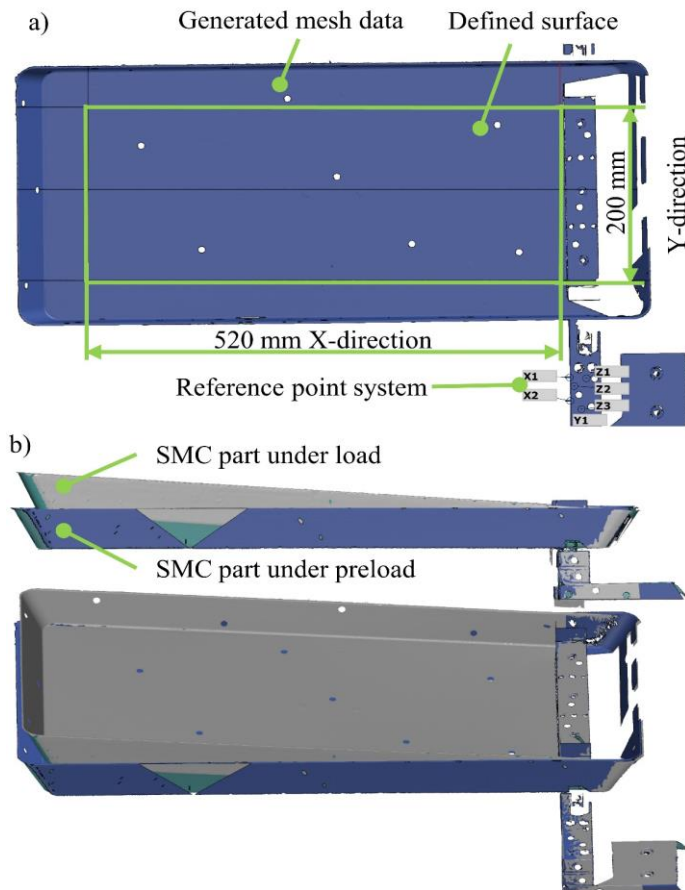 a)
Generated mesh data
Defined surface
200 mm
Y-direction
520 mm X-direction
Reference point system
X1
X2
Z1
Z2
Z3
Y1
b)
SMC part under load
SMC part under preload